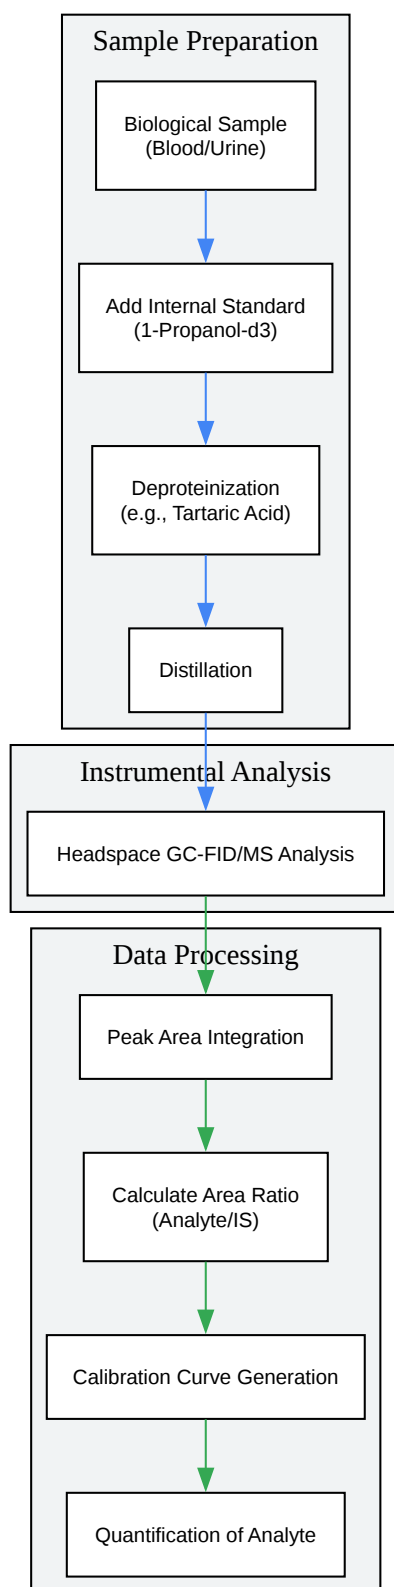 Sample Preparation
Biological Sample
(Blood/Urine)
Add Internal Standard
(1-Propanol-d3)
Deproteinization
(e.g., Tartaric Acid)
Distillation
Instrumental Analysis
Headspace GC-FID/MS Analysis
Data Processing
Peak Area Integration
Calculate Area Ratio
(Analyte/IS)
Calibration Curve Generation
Quantification of Analyte